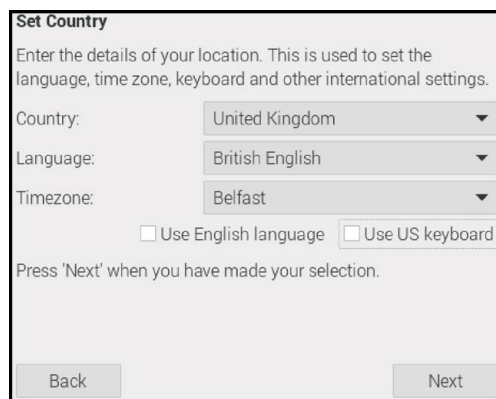 Set Country
Enter the details of your location. This is used to set the
language, time zone, keyboard and other international settings.
Country: United Kingdom
Language: British English
Timezone: Belfast
Use English language Use US keyboard
Press 'Next' when you have made your selection.
Back Next